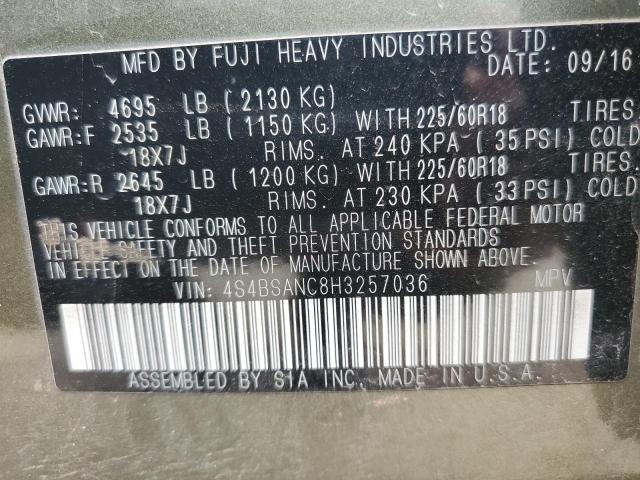 MFD BY FUJI HEAVY INDUSTRIES LTD.
DATE: 09/16
GVWR: 4695 LB (2130 KG)
GAWR:F 2535 LB (1150 KG) WITH 225/60R18 TIRES
18X7J RIMS. AT 240 KPA (35 PSI) COLD
GAWR:R 2645 LB (1200 KG) WITH 225/60R18 TIRES
18X7J RIMS. AT 230 KPA (33 PSI) COLD
THIS VEHICLE CONFORMS TO ALL APPLICABLE FEDERAL MOTOR
VEHICLE SAFETY AND THEFT PREVENTION STANDARDS
IN EFFECT ON THE DATE OF MANUFACTURE SHOWN ABOVE.
VIN: 4S4BSANC8H3257036 MPV
ASSEMBLED BY SIA INC. MADE IN U.S.A.